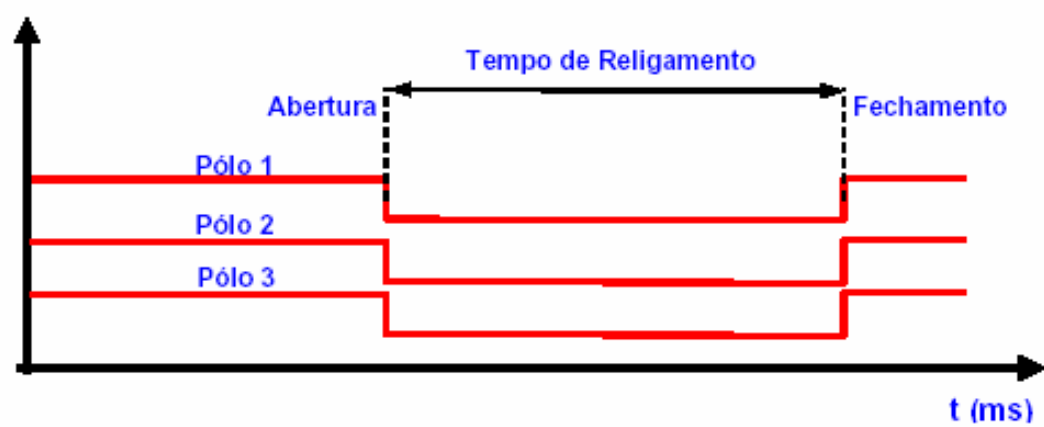 Tempo de Religamento
Abertura
Fechamento
Pólo 1
Pólo 2
Pólo 3
t (ms)